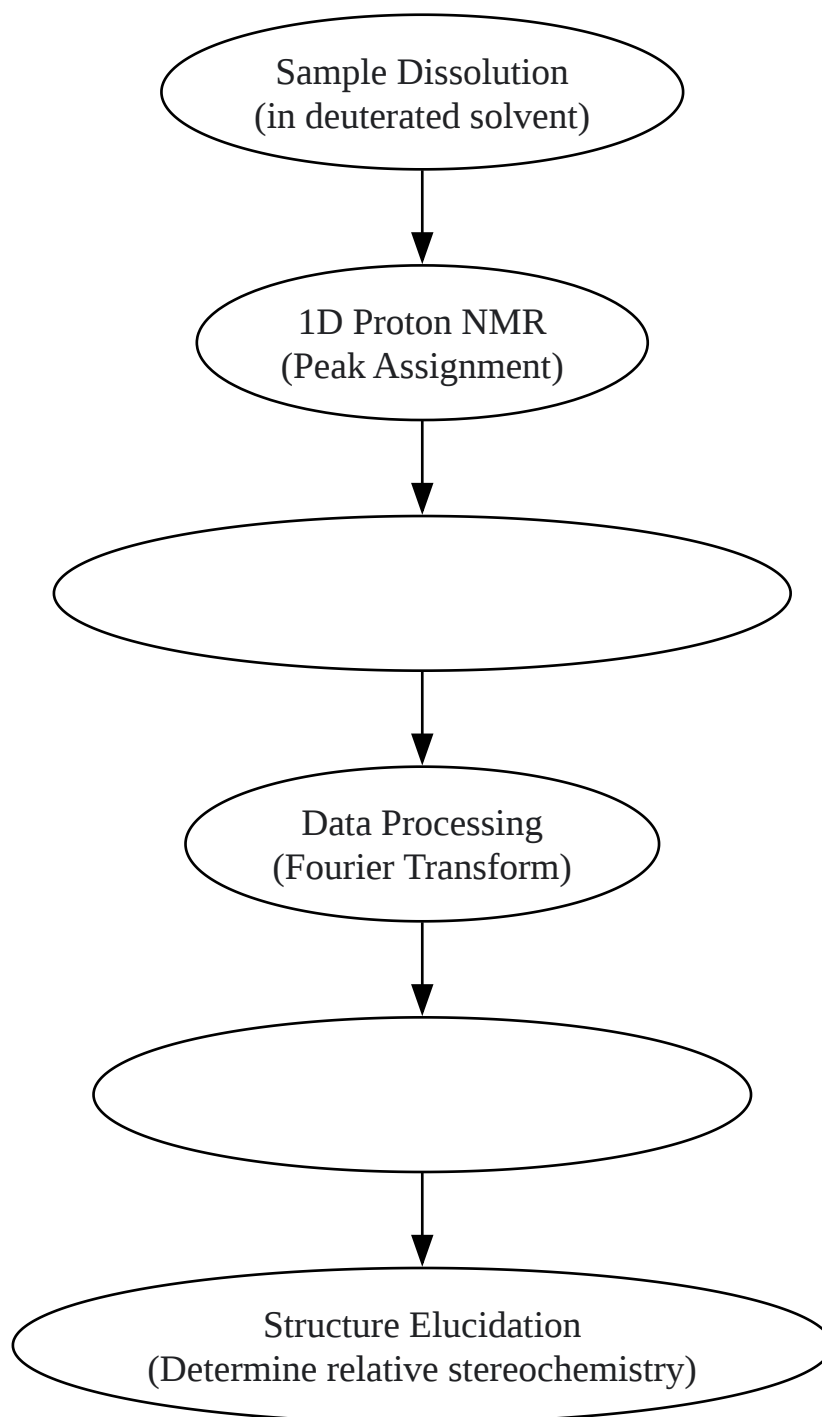 Sample Dissolution
(in deuterated solvent)
1D Proton NMR
(Peak Assignment)
Data Processing
(Fourier Transform)
Structure Elucidation
(Determine relative stereochemistry)